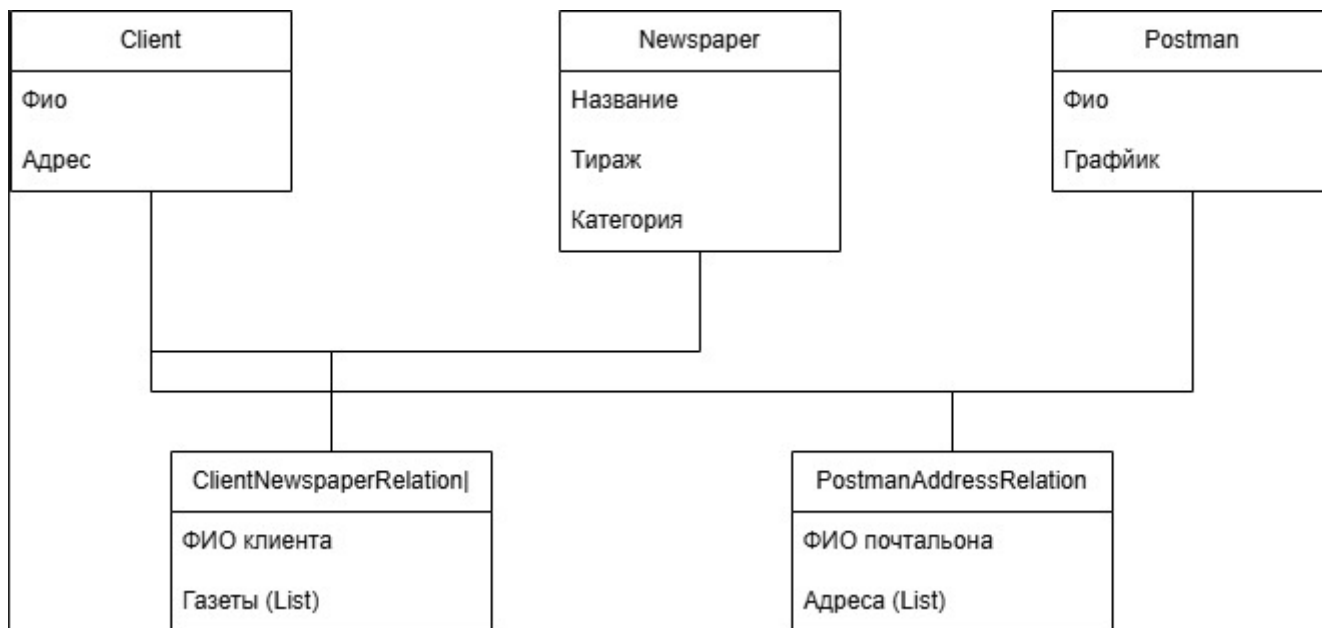 Client
Фио
Адрес
Newspaper
Название
Тираж
Категория
Postman
Фио
Графйик
ClientNewspaperRelation|
ФИО клиента
Газеты (List)
PostmanAddressRelation
ФИО почтальона
Адреса (List)